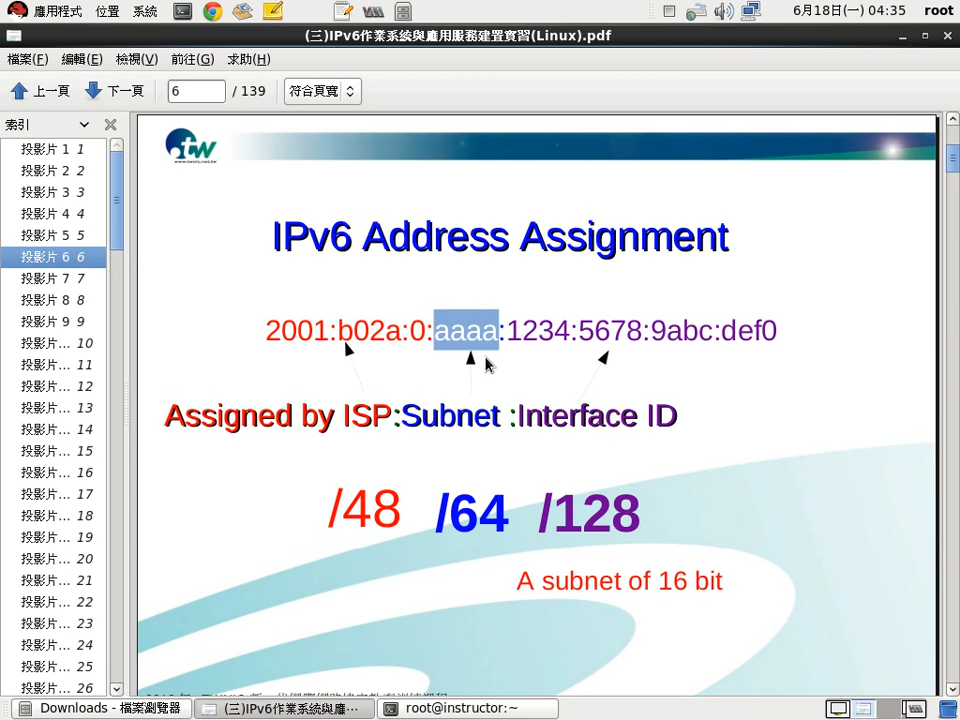 應用程式 位置 系統 6月18日(一) 04:35 root
(三)IPv6作業系統與應用服務建置實習(Linux).pdf
檔案(F) 編輯(E) 檢視(V) 前往(G) 求助(H)
上一頁 下一頁 6 / 139 符合頁寬
索引
投影片 1 1
投影片 2 2
投影片 3 3
投影片 4 4
投影片 5 5
投影片 6 6
投影片 7 7
投影片 8 8
投影片 9 9
投影片... 10
投影片... 11
投影片... 12
投影片... 13
投影片... 14
投影片... 15
投影片... 16
投影片... 17
投影片... 18
投影片... 19
投影片... 20
投影片... 21
投影片... 22
投影片... 23
投影片... 24
投影片... 25
投影片... 26
.tw
www.twnic.net.tw
IPv6 Address Assignment
2001:b02a:0:aaaa:1234:5678:9abc:def0
Assigned by ISP:Subnet :Interface ID
/48 /64 /128
A subnet of 16 bit
Downloads - 檔案瀏覽器 (三)IPv6作業系統與應... root@instructor:~